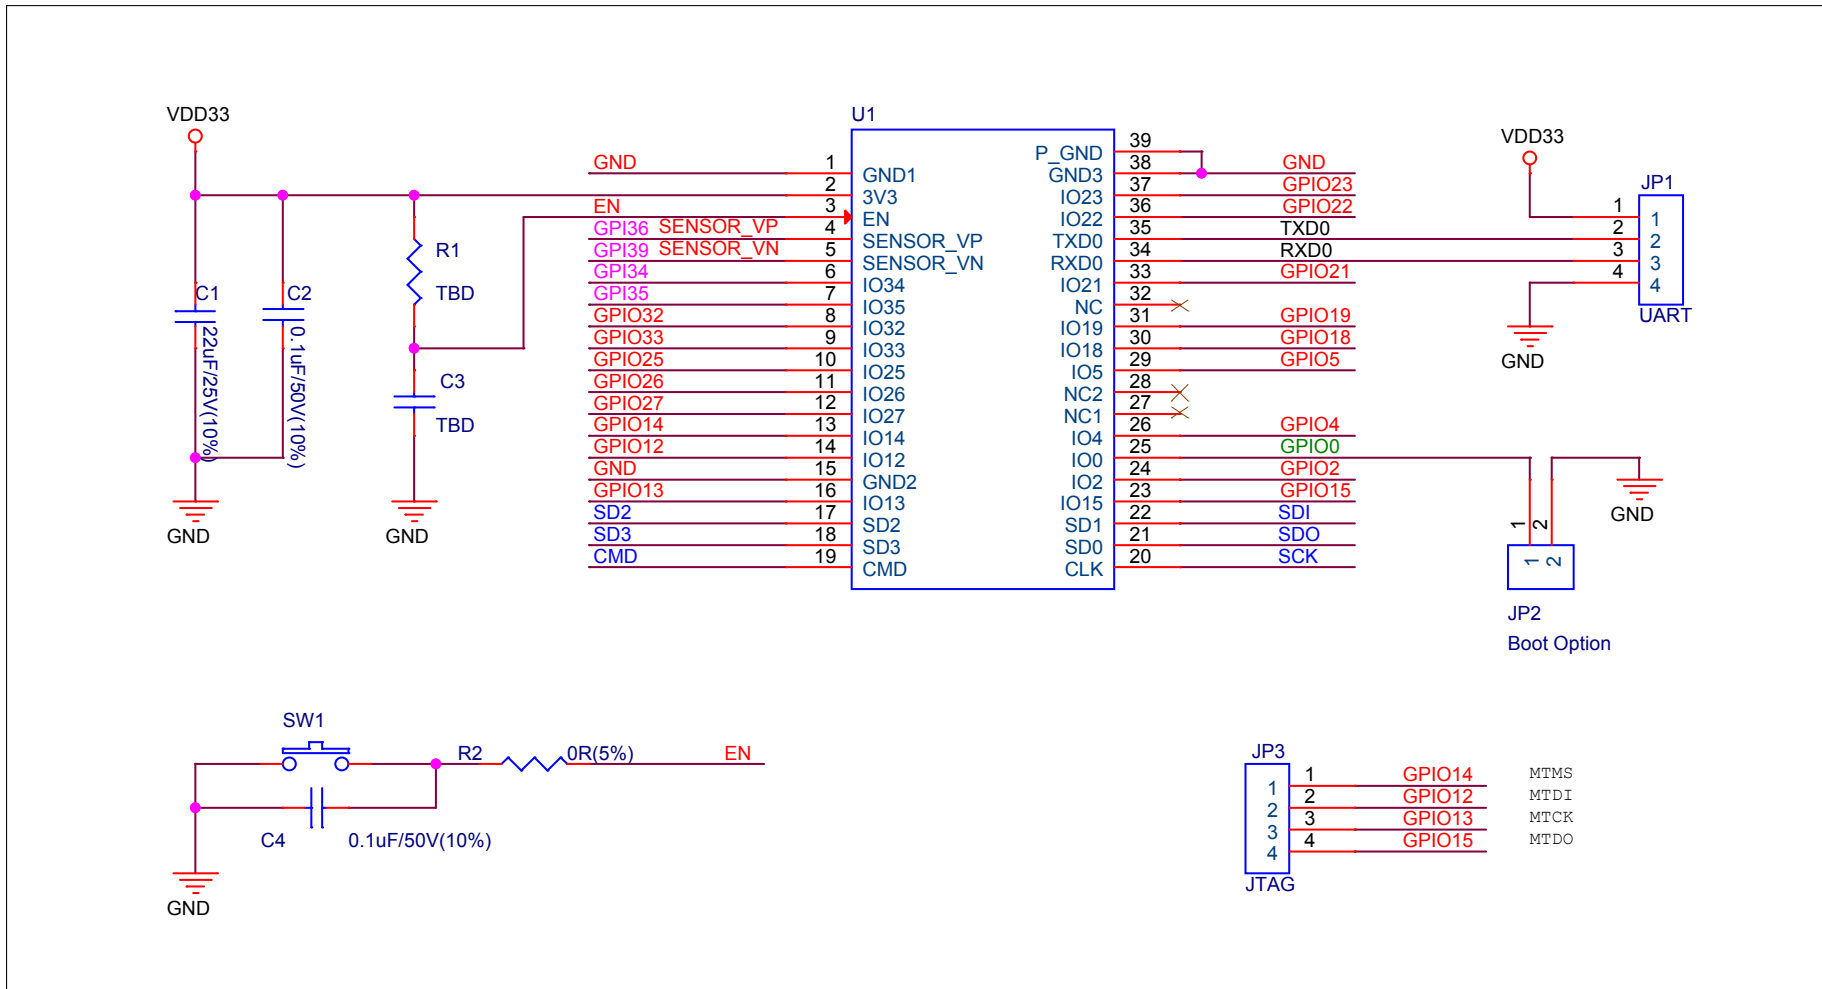 U1
VDD33
39
VDD33
P_GND
GND 1 38 GND
GND1 GND3
2 37 GPIO23
3V3 IO23
JP1
EN 3 36 GPIO22
EN IO22
1 1
GPI36 SENSOR_VP 4 35 TXD0
SENSOR_VP TXD0
2 2
GPI39 SENSOR_VN 5 34 RXD0
SENSOR_VN RXD0
3 3
R1
GPI34 6 33 GPIO21
IO34 IO21
4 4
C1 C2 TBD
GPI35 7 32
IO35 NC
GPIO32 8 31 GPIO19
IO32 IO19
UART
22uF/25V(10%)
0.1uF/50V(10%)
GPIO33 9 30 GPIO18
IO33 IO18
GPIO25 10 29 GPIO5
IO25 IO5
GND
C3
GPIO26 11 28
IO26 NC2
GPIO27 12 27
IO27 NC1
TBD
GPIO14 13 26 GPIO4
IO14 IO4
GPIO12 14 25 GPIO0
IO12 IO0
GND 15 24 GPIO2
GND2 IO2
GPIO13 16 23 GPIO15
IO13 IO15
SD2 17 22 SDI
SD2 SD1
GND
1 2
GND GND
SD3 18 21 SDO
SD3 SD0
CMD 19 20 SCK
CMD CLK
1 2
JP2
Boot Option
SW1
R2 0R(5%) EN
C4 0.1uF/50V(10%)
GND
JP3
1 1 GPIO14 MTMS
2 2 GPIO12 MTDI
3 3 GPIO13 MTCK
4 4 GPIO15 MTDO
JTAG